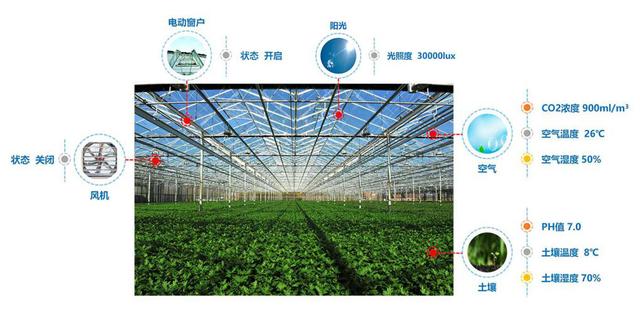 电动窗户
状态 开启
阳光
光照度 30000lux
CO2浓度 900ml/m³
空气温度 26℃
空气湿度 50%
空气
状态 关闭
风机
PH值 7.0
土壤温度 8℃
土壤湿度 70%
土壤